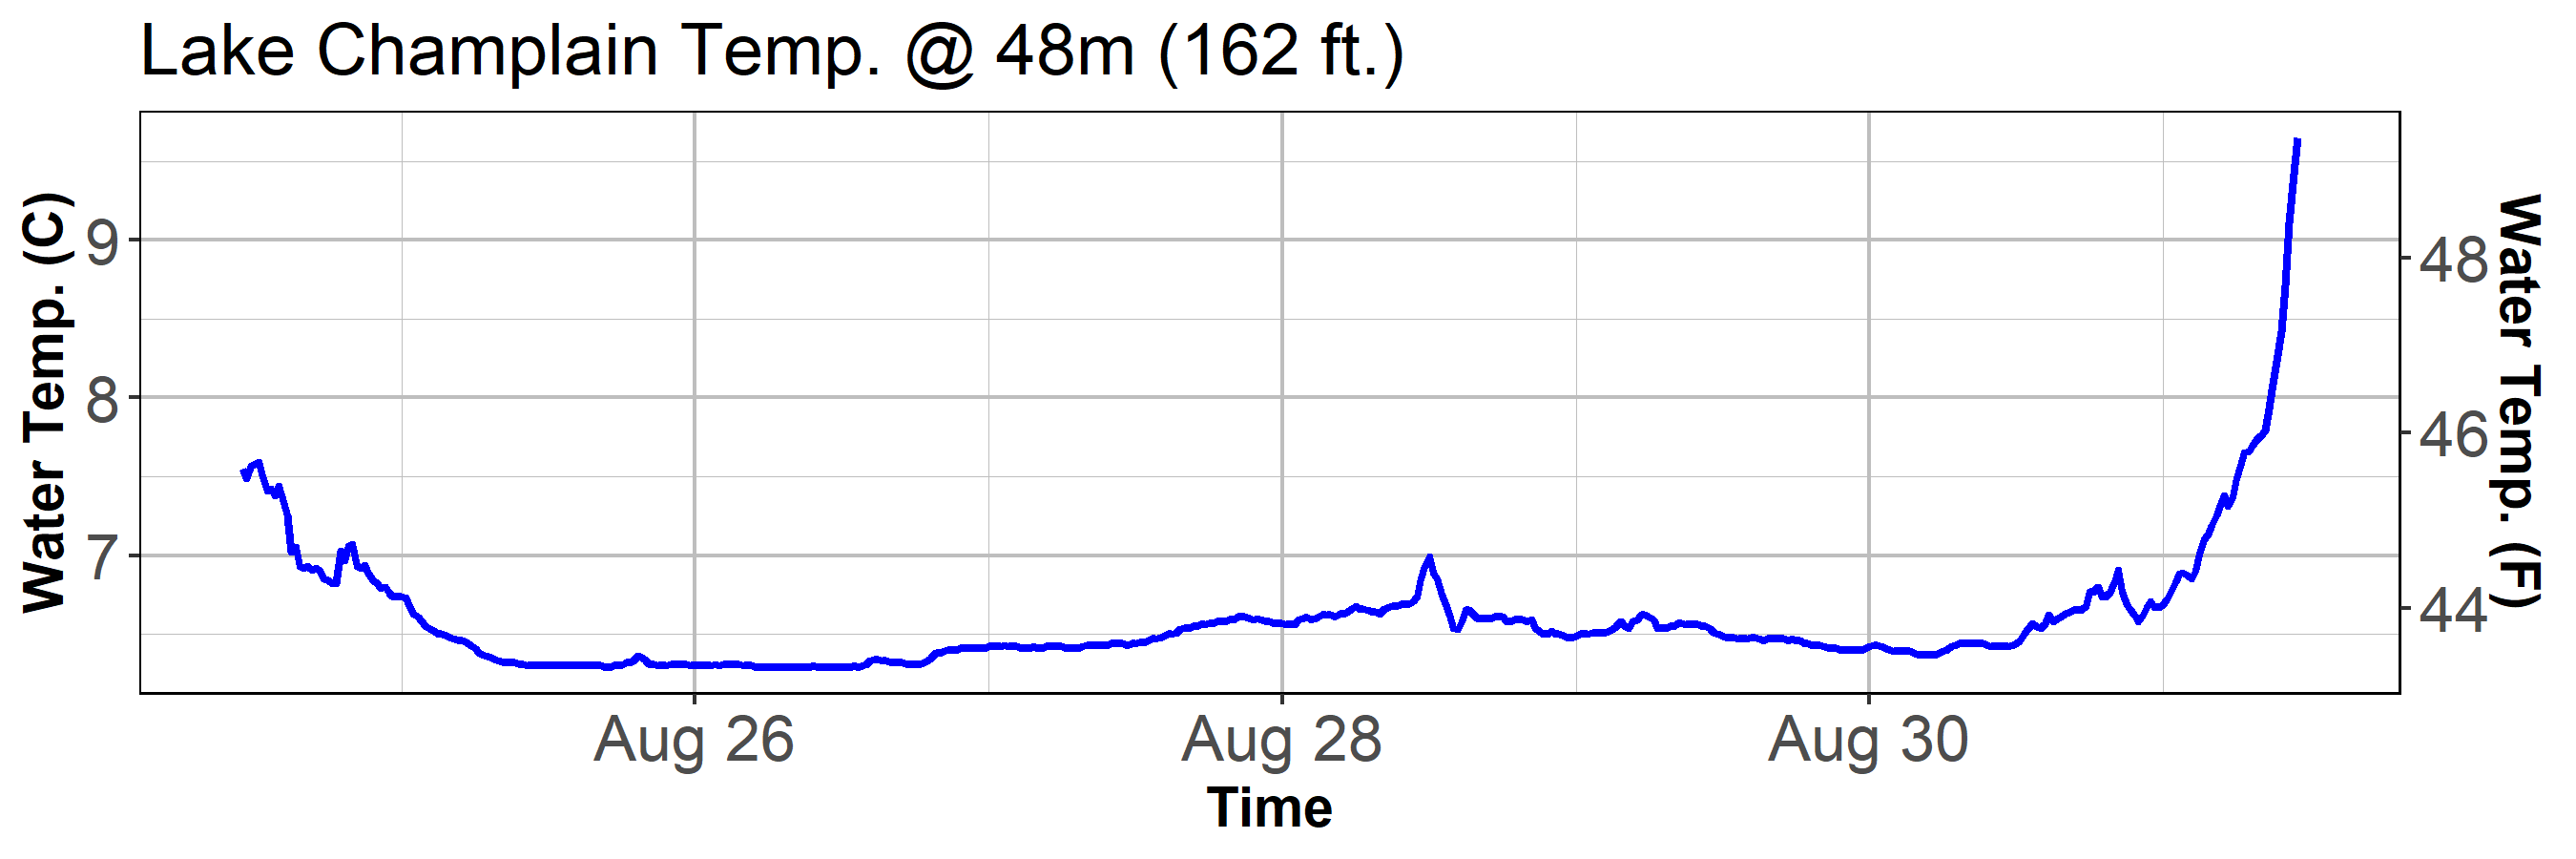 Lake Champlain Temp. @ 48m (162 ft.)
Water Temp. (C)
9
8
7
48
46
44
Water Temp. (F)
Aug 26
Aug 28
Aug 30
Time